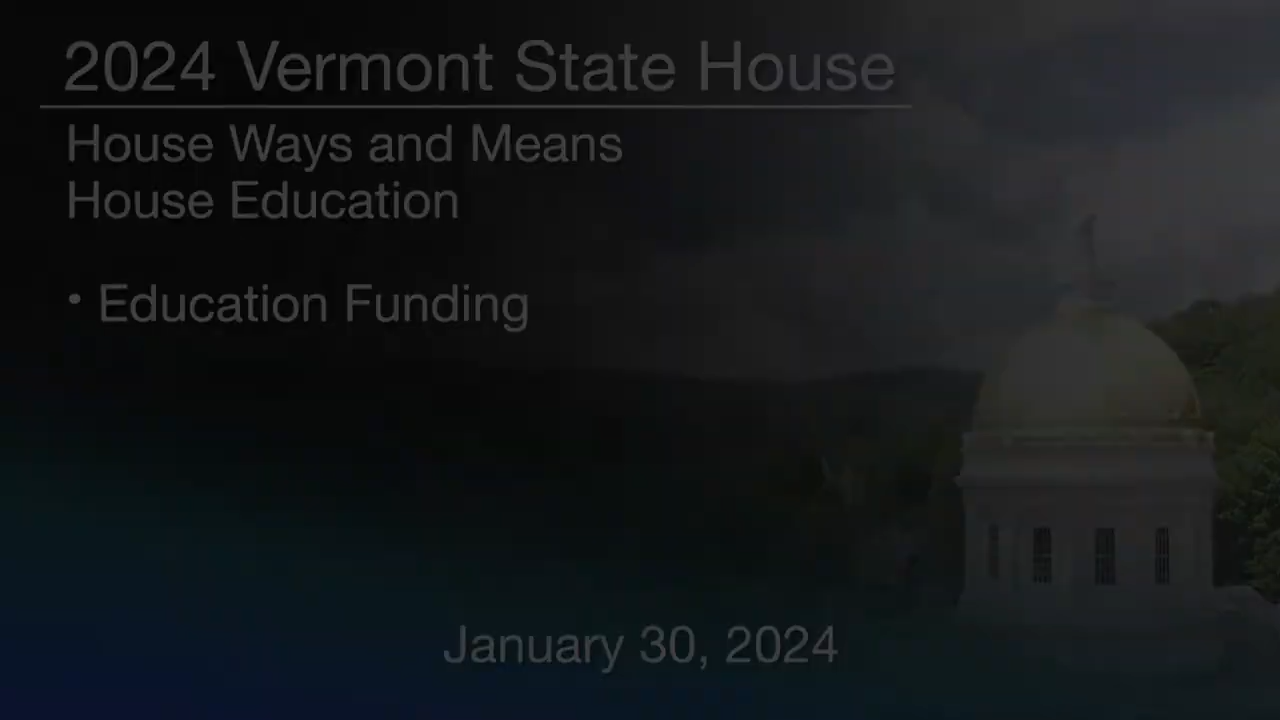 2024 Vermont State House
House Ways and Means
House Education
• Education Funding
January 30, 2024